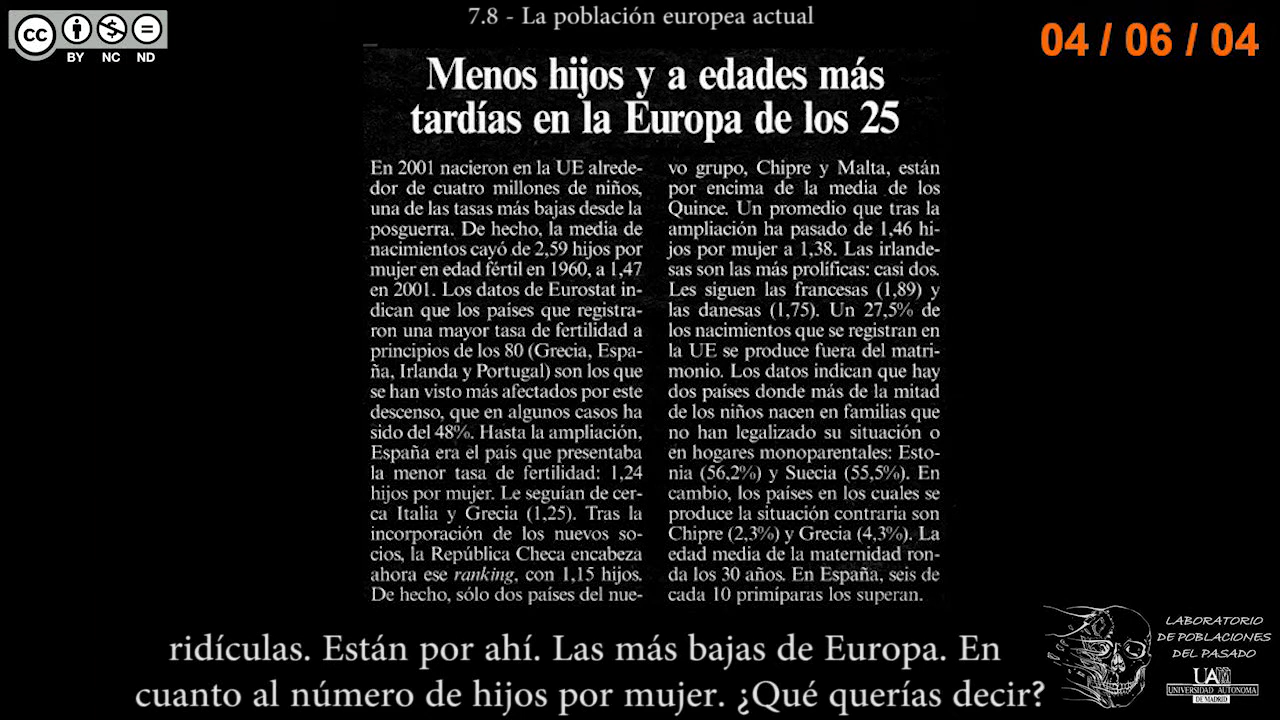 7.8 - La población europea actual
cc
BY NC ND
04 / 06 / 04
Menos hijos y a edades más
tardías en la Europa de los 25
En 2001 nacieron en la UE alrede-
dor de cuatro millones de niños,
una de las tasas más bajas desde la
posguerra. De hecho, la media de
nacimientos cayó de 2,59 hijos por
mujer en edad fértil en 1960, a 1,47
en 2001. Los datos de Eurostat in-
dican que los países que registra-
ron una mayor tasa de fertilidad a
principios de los 80 (Grecia, Espa-
ña, Irlanda y Portugal) son los que
se han visto más afectados por este
descenso, que en algunos casos ha
sido del 48%. Hasta la ampliación,
España era el país que presentaba
la menor tasa de fertilidad: 1,24
hijos por mujer. Le seguían de cer-
ca Italia y Grecia (1,25). Tras la
incorporación de los nuevos so-
cios, la República Checa encabeza
ahora ese ranking, con 1,15 hijos.
De hecho, sólo dos países del nue-
vo grupo, Chipre y Malta, están
por encima de la media de los
Quince. Un promedio que tras la
ampliación ha pasado de 1,46 hi-
jos por mujer a 1,38. Las irlande-
sas son las más prolíficas: casi dos.
Les siguen las francesas (1,89) y
las danesas (1,75). Un 27,5% de
los nacimientos que se registran en
la UE se produce fuera del matri-
monio. Los datos indican que hay
dos países donde más de la mitad
de los niños nacen en familias que
no han legalizado su situación o
en hogares monoparentales: Esto-
nia (56,2%) y Suecia (55,5%). En
cambio, los países en los cuales se
produce la situación contraria son
Chipre (2,3%) y Grecia (4,3%). La
edad media de la maternidad ron-
da los 30 años. En España, seis de
cada 10 primíparas los superan.
ridículas. Están por ahí. Las más bajas de Europa. En
cuanto al número de hijos por mujer. ¿Qué querías decir?
LABORATORIO
DE POBLACIONES
DEL PASADO
UAM
UNIVERSIDAD AUTONOMA
DE MADRID